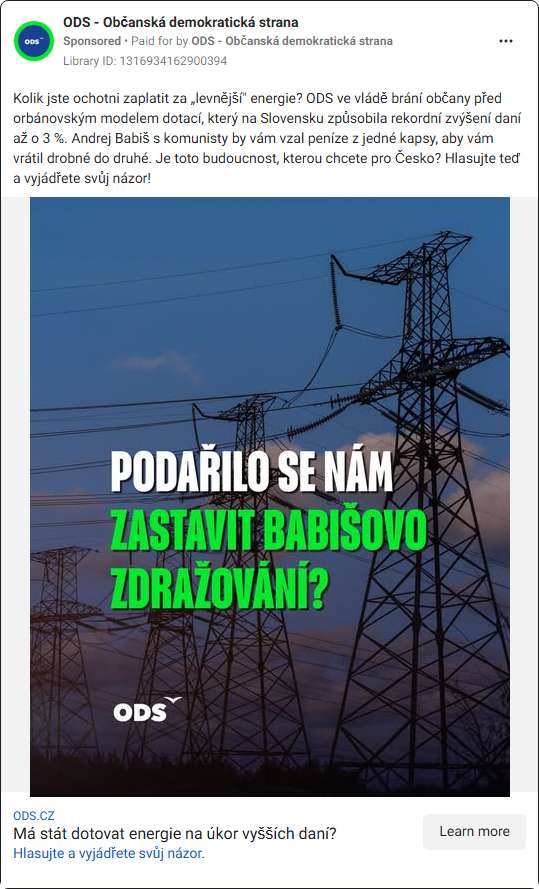 ODS - Občanská demokratická strana
Sponsored • Paid for by ODS - Občanská demokratická strana
Library ID: 1316934162900394
Kolik jste ochotni zaplatit za „levnější" energie? ODS ve vládě brání občany před
orbánovským modelem dotací, který na Slovensku způsobila rekordní zvýšení daní
až o 3 %. Andrej Babiš s komunisty by vám vzal peníze z jedné kapsy, aby vám
vrátil drobné do druhé. Je toto budoucnost, kterou chcete pro Česko? Hlasujte teď
a vyjádřete svůj názor!
PODAŘILO SE NÁM
ZASTAVIT BABIŠOVO
ZDRAŽOVÁNÍ?
ODS
ODS.CZ
Má stát dotovat energie na úkor vyšších daní?
Hlasujte a vyjádřete svůj názor.
Learn more